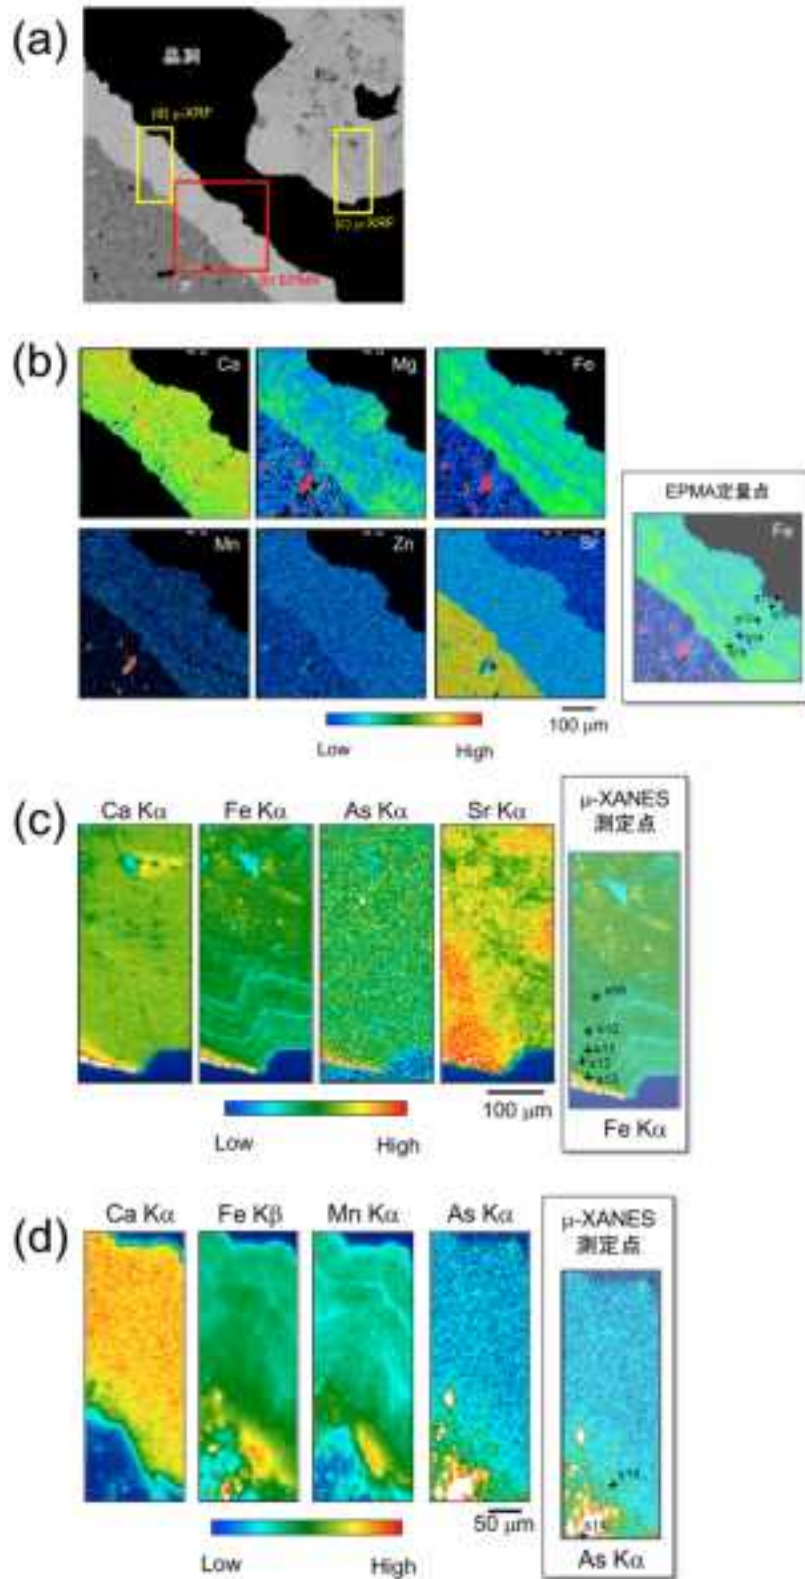 (a)
晶洞
(d) μ-XRF
(c) μ-XRF
(b)
Ca
Mg
Fe
EPMA定量点
Fe
Mn
Zn
Sr
Low
High
100 μm
(c)
Ca Kα
Fe Kα
As Kα
Sr Kα
μ-XANES
測定点
Low
High
100 μm
Fe Kα
(d)
Ca Kα
Fe Kβ
Mn Kα
As Kα
μ-XANES
測定点
Low
High
50 μm
As Kα